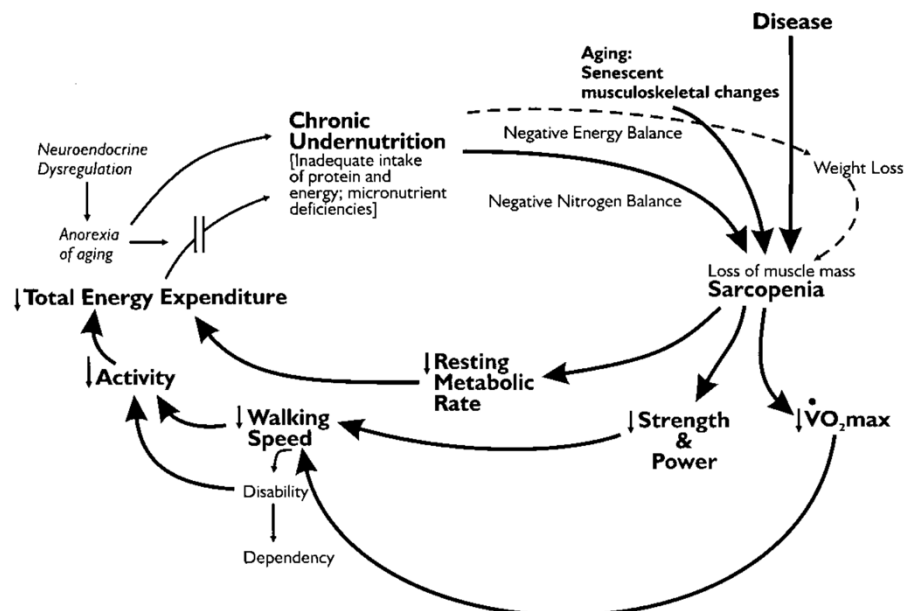 Disease
Aging:
Senescent
musculoskeletal changes
Chronic
Undernutrition
[Inadequate intake
of protein and
energy; micronutrient
deficiencies]
Negative Energy Balance
Weight Loss
Negative Nitrogen Balance
Neuroendocrine
Dysregulation
Anorexia
of aging
Loss of muscle mass
Sarcopenia
↓Total Energy Expenditure
↓Activity
↓Resting
Metabolic
Rate
↓Walking
Speed
↓Strength
&
Power
↓V̇O₂max
Disability
Dependency